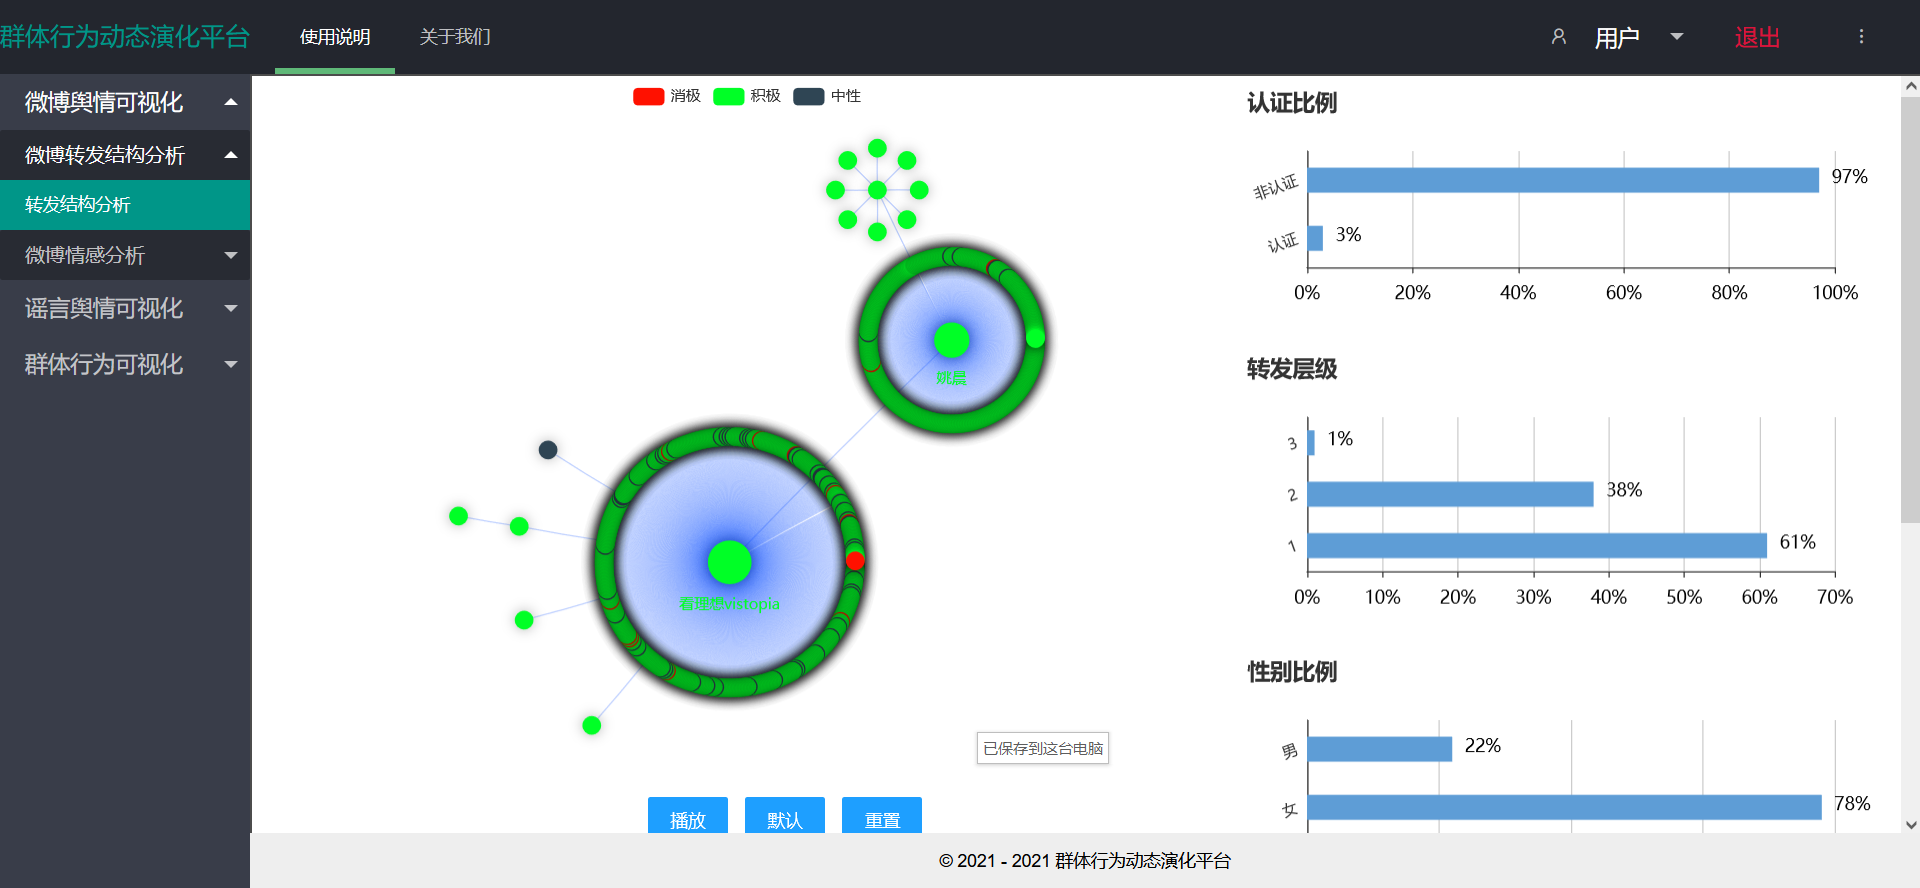 群体行为动态演化平台
使用说明
关于我们
用户
退出
微博舆情可视化
微博转发结构分析
转发结构分析
微博情感分析
谣言舆情可视化
群体行为可视化
消极 积极 中性
姚晨
看理想vistopia
已保存到这台电脑
播放
默认
重置
认证比例
非认证 97%
认证 3%
0% 20% 40% 60% 80% 100%
转发层级
3 1%
2 38%
1 61%
0% 10% 20% 30% 40% 50% 60% 70%
性别比例
男 22%
女 78%
© 2021 - 2021 群体行为动态演化平台